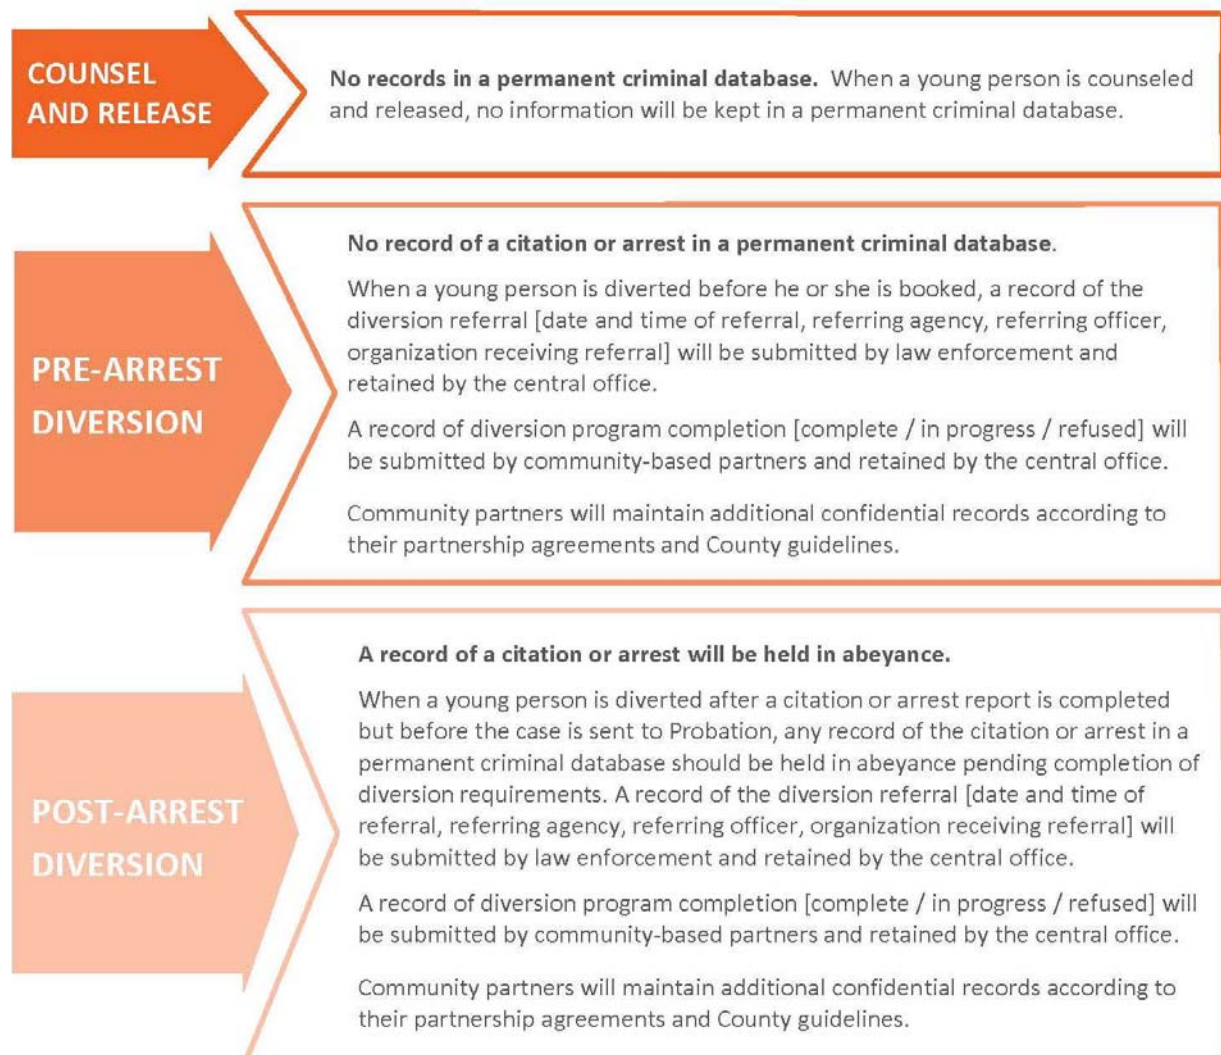 COUNSEL
AND RELEASE
No records in a permanent criminal database. When a young person is counseled
and released, no information will be kept in a permanent criminal database.
PRE-ARREST
DIVERSION
No record of a citation or arrest in a permanent criminal database.
When a young person is diverted before he or she is booked, a record of the
diversion referral [date and time of referral, referring agency, referring officer,
organization receiving referral] will be submitted by law enforcement and
retained by the central office.
A record of diversion program completion [complete / in progress / refused] will
be submitted by community-based partners and retained by the central office.
Community partners will maintain additional confidential records according to
their partnership agreements and County guidelines.
POST-ARREST
DIVERSION
A record of a citation or arrest will be held in abeyance.
When a young person is diverted after a citation or arrest report is completed
but before the case is sent to Probation, any record of the citation or arrest in a
permanent criminal database should be held in abeyance pending completion of
diversion requirements. A record of the diversion referral [date and time of
referral, referring agency, referring officer, organization receiving referral] will
be submitted by law enforcement and retained by the central office.
A record of diversion program completion [complete / in progress / refused] will
be submitted by community-based partners and retained by the central office.
Community partners will maintain additional confidential records according to
their partnership agreements and County guidelines.